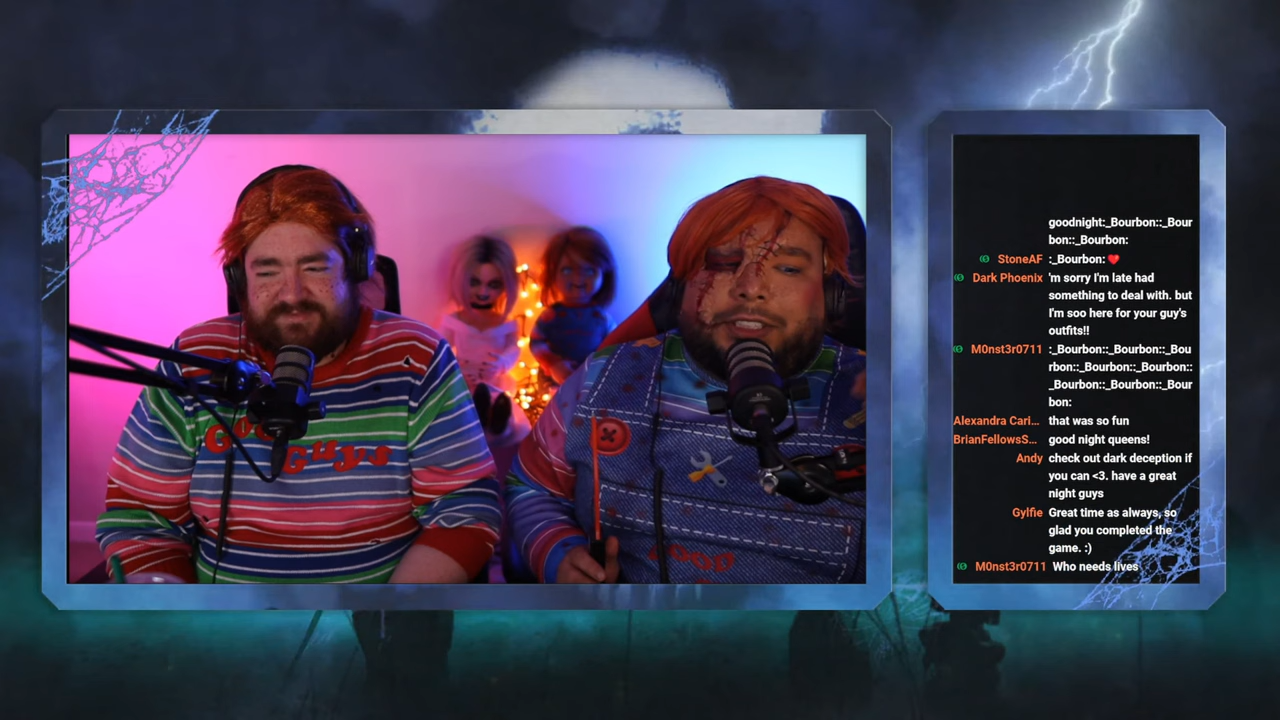 GOOD
Guys
GOOD
goodnight:_Bourbon::_Bour
bon::_Bourbon:
StoneAF :_Bourbon:❤️
Dark Phoenix 'm sorry I'm late had
something to deal with. but
I'm soo here for your guy's
outfits!!
M0nst3r0711 :_Bourbon::_Bourbon::_Bou
rbon::_Bourbon::_Bourbon::
_Bourbon::_Bourbon::_Bour
bon:
Alexandra Cari... that was so fun
BrianFellowsS... good night queens!
Andy check out dark deception if
you can <3. have a great
night guys
Gylfie Great time as always, so
glad you completed the
game. :)
M0nst3r0711 Who needs lives